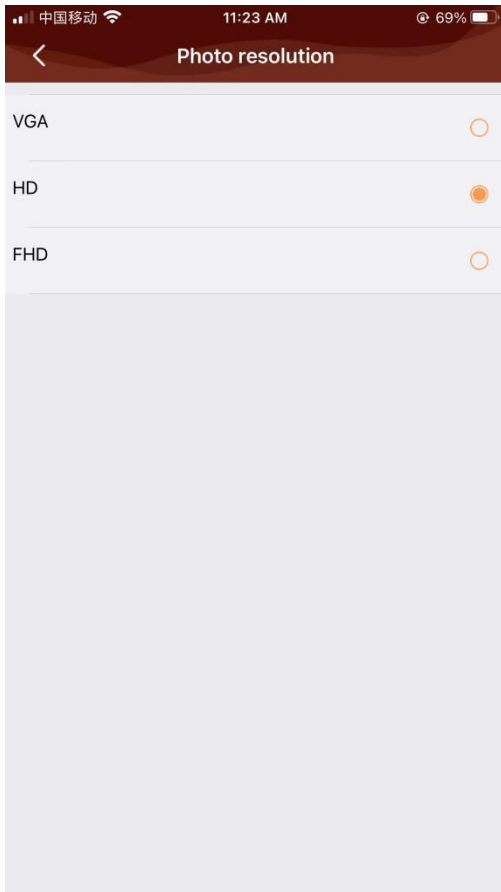 中国移动 11:23 AM 69%
Photo resolution
VGA
HD
FHD